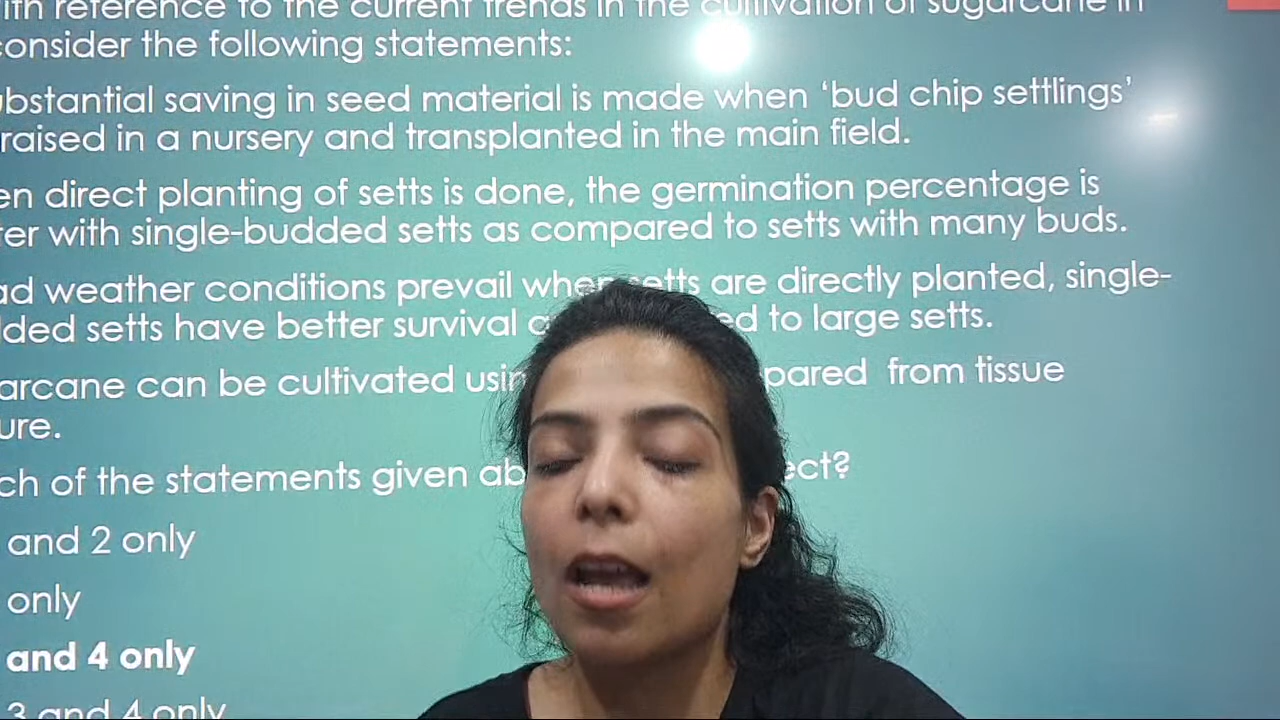 with reference to the current trends in the cultivation of sugarcane in
consider the following statements:
ubstantial saving in seed material is made when ‘bud chip settlings’
raised in a nursery and transplanted in the main field.
en direct planting of setts is done, the germination percentage is
ter with single-budded setts as compared to setts with many buds.
ad weather conditions prevail when setts are directly planted, single-
dded setts have better survival ed to large setts.
arcane can be cultivated usin pared from tissue
ure.
ch of the statements given ab ect?
and 2 only
only
and 4 only
3 and 4 only